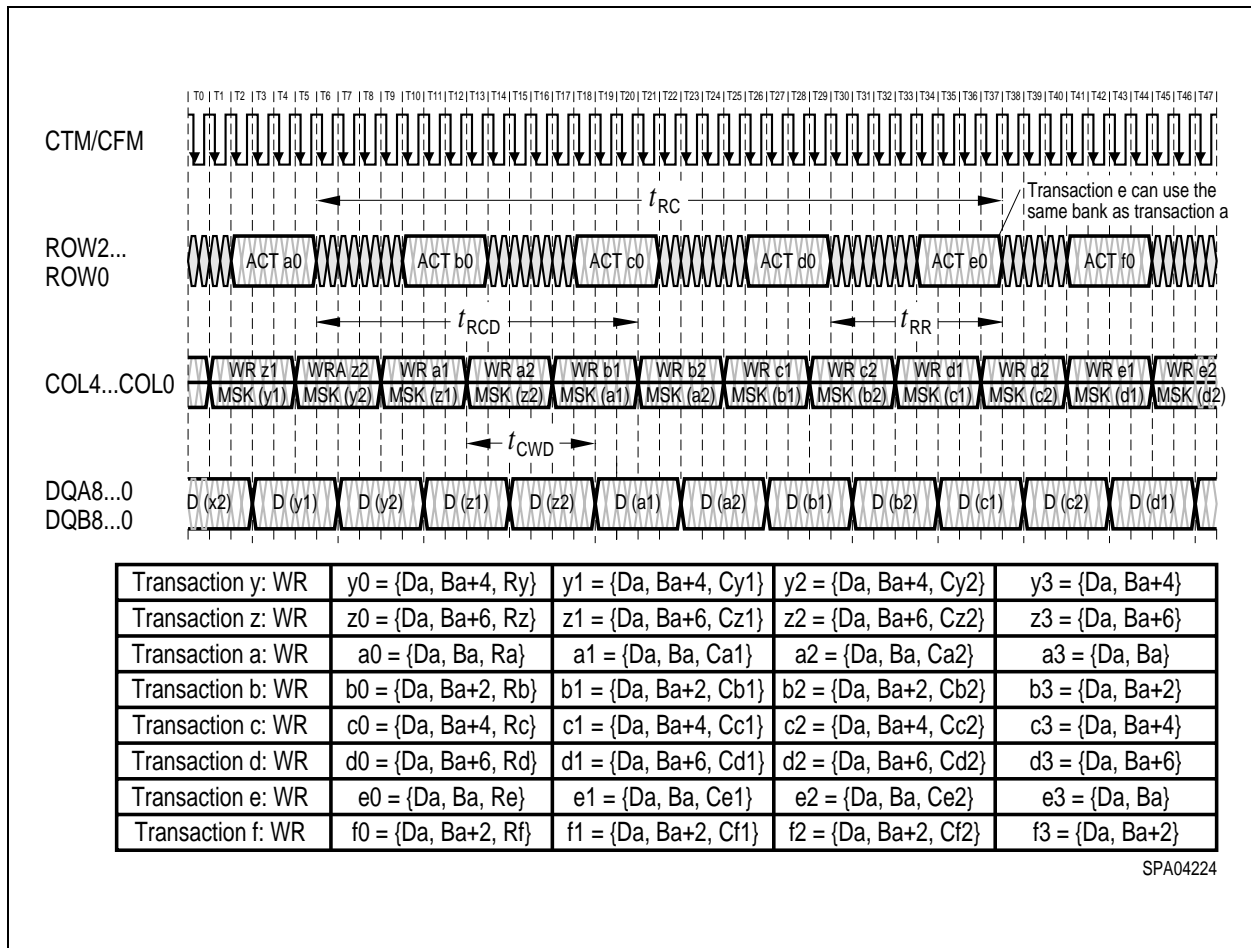 T0 T1 T2 T3 T4 T5 T6 T7 T8 T9 T10 T11 T12 T13 T14 T15 T16 T17 T18 T19 T20 T21 T22 T23 T24 T25 T26 T27 T28 T29 T30 T31 T32 T33 T34 T35 T36 T37 T38 T39 T40 T41 T42 T43 T44 T45 T46 T47
CTM/CFM
tRC
Transaction e can use the
same bank as transaction a
ROW2...
ROW0
ACT a0 ACT b0 ACT c0 ACT d0 ACT e0 ACT f0
tRCD tRR
COL4...COL0
WR z1 WRA z2 WR a1 WR a2 WR b1 WR b2 WR c1 WR c2 WR d1 WR d2 WR e1 WR e2
MSK (y1) MSK (y2) MSK (z1) MSK (z2) MSK (a1) MSK (a2) MSK (b1) MSK (b2) MSK (c1) MSK (c2) MSK (d1) MSK (d2)
tCWD
DQA8...0
DQB8...0
D (x2) D (y1) D (y2) D (z1) D (z2) D (a1) D (a2) D (b1) D (b2) D (c1) D (c2) D (d1)
Transaction y: WR y0 = {Da, Ba+4, Ry} y1 = {Da, Ba+4, Cy1} y2 = {Da, Ba+4, Cy2} y3 = {Da, Ba+4}
Transaction z: WR z0 = {Da, Ba+6, Rz} z1 = {Da, Ba+6, Cz1} z2 = {Da, Ba+6, Cz2} z3 = {Da, Ba+6}
Transaction a: WR a0 = {Da, Ba, Ra} a1 = {Da, Ba, Ca1} a2 = {Da, Ba, Ca2} a3 = {Da, Ba}
Transaction b: WR b0 = {Da, Ba+2, Rb} b1 = {Da, Ba+2, Cb1} b2 = {Da, Ba+2, Cb2} b3 = {Da, Ba+2}
Transaction c: WR c0 = {Da, Ba+4, Rc} c1 = {Da, Ba+4, Cc1} c2 = {Da, Ba+4, Cc2} c3 = {Da, Ba+4}
Transaction d: WR d0 = {Da, Ba+6, Rd} d1 = {Da, Ba+6, Cd1} d2 = {Da, Ba+6, Cd2} d3 = {Da, Ba+6}
Transaction e: WR e0 = {Da, Ba, Re} e1 = {Da, Ba, Ce1} e2 = {Da, Ba, Ce2} e3 = {Da, Ba}
Transaction f: WR f0 = {Da, Ba+2, Rf} f1 = {Da, Ba+2, Cf1} f2 = {Da, Ba+2, Cf2} f3 = {Da, Ba+2}
SPA04224